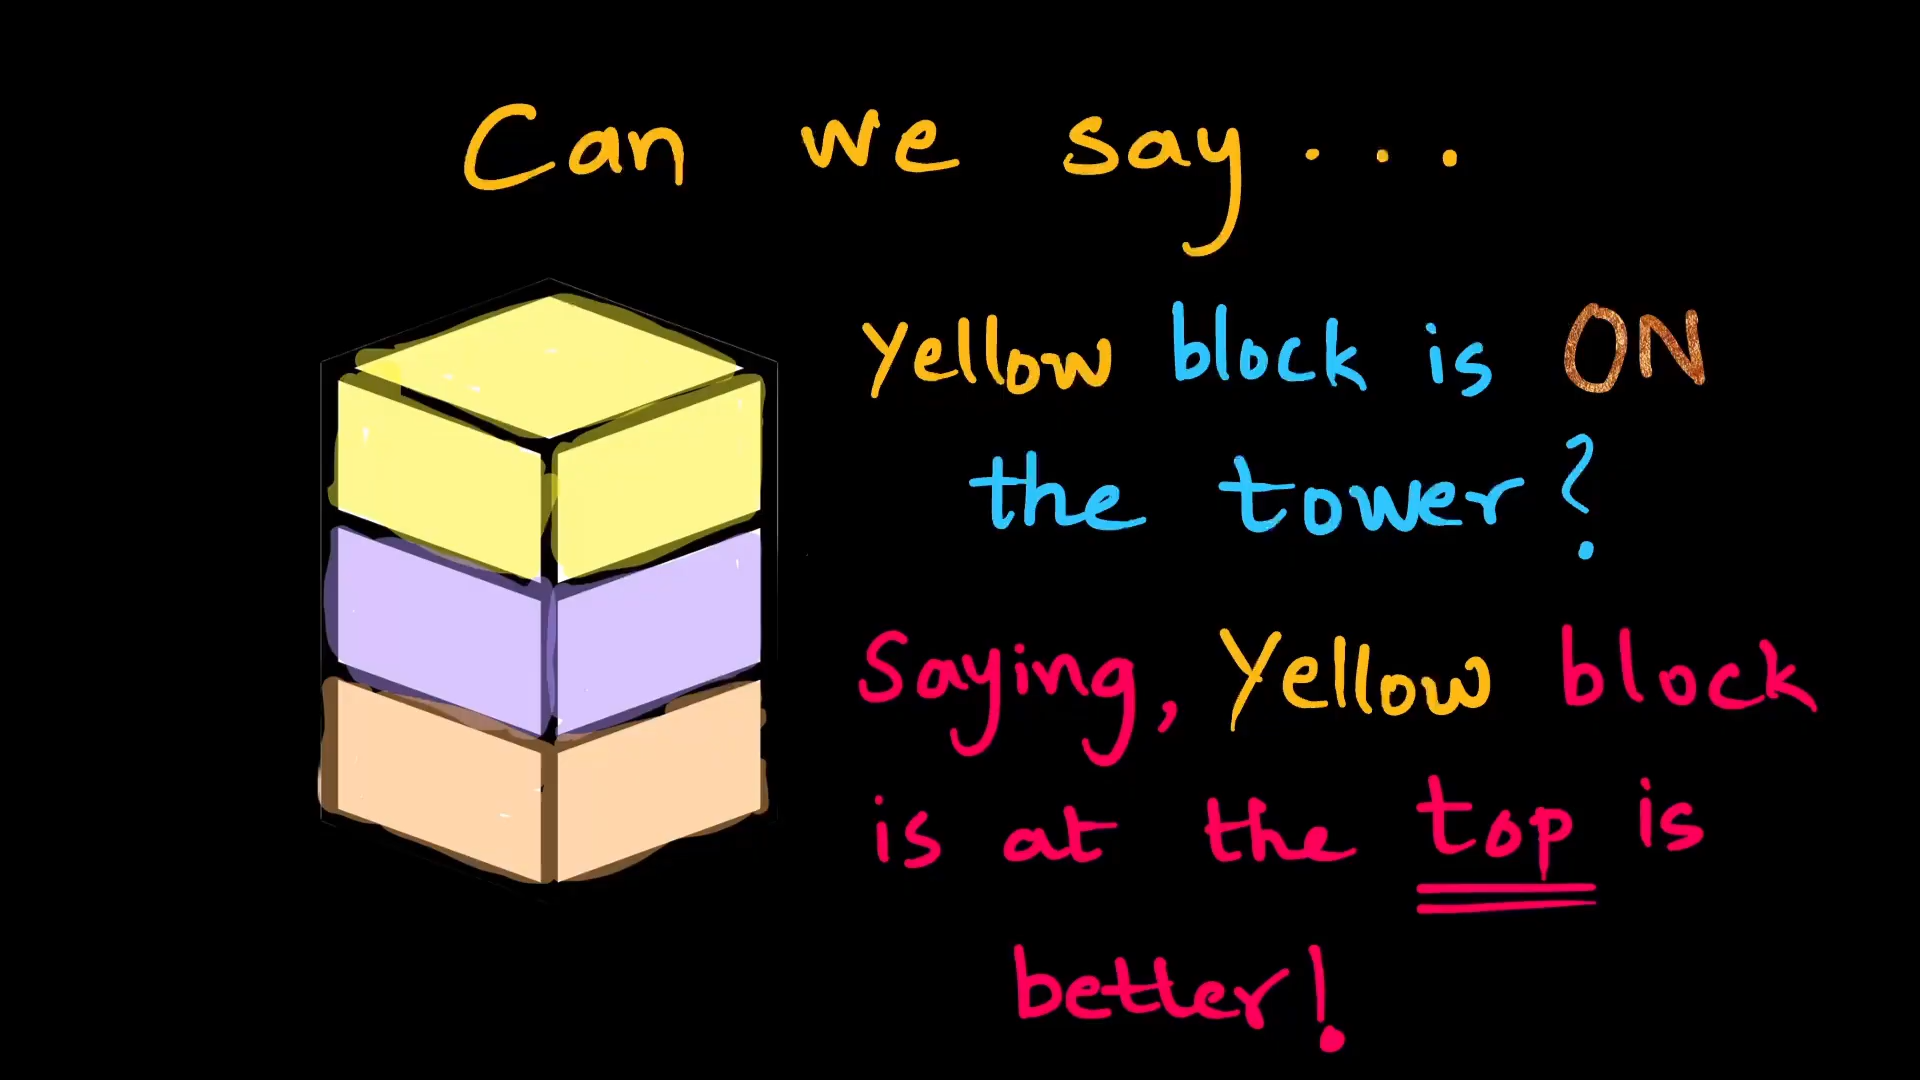 Can we say...
Yellow block is ON
the tower?
Saying, Yellow block
is at the top is
better!